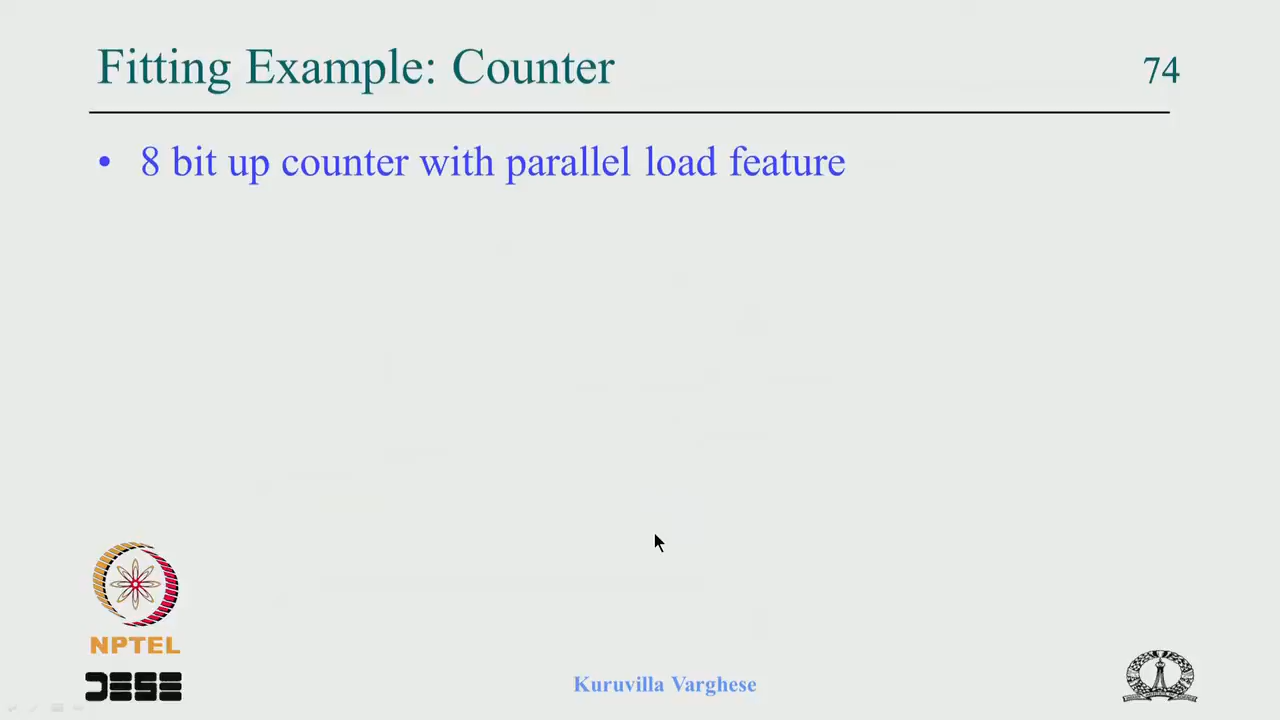 Fitting Example: Counter
74
• 8 bit up counter with parallel load feature
NPTEL
DESE
Kuruvilla Varghese